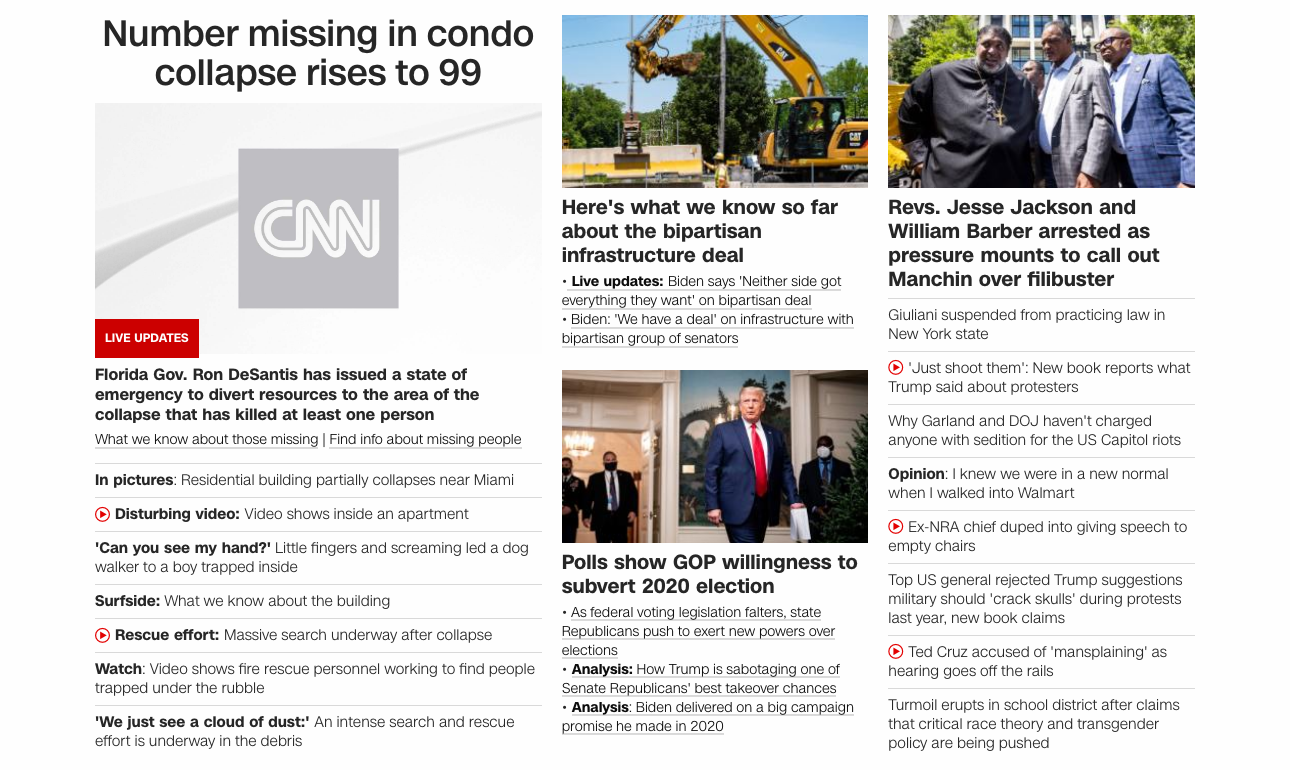 Number missing in condo
collapse rises to 99
CNN
LIVE UPDATES
Florida Gov. Ron DeSantis has issued a state of
emergency to divert resources to the area of the
collapse that has killed at least one person
What we know about those missing | Find info about missing people
In pictures: Residential building partially collapses near Miami
Disturbing video: Video shows inside an apartment
'Can you see my hand?' Little fingers and screaming led a dog
walker to a boy trapped inside
Surfside: What we know about the building
Rescue effort: Massive search underway after collapse
Watch: Video shows fire rescue personnel working to find people
trapped under the rubble
'We just see a cloud of dust:' An intense search and rescue
effort is underway in the debris
CAT
CAT
Here's what we know so far
about the bipartisan
infrastructure deal
• Live updates: Biden says 'Neither side got
everything they want' on bipartisan deal
• Biden: 'We have a deal' on infrastructure with
bipartisan group of senators
Polls show GOP willingness to
subvert 2020 election
• As federal voting legislation falters, state
Republicans push to exert new powers over
elections
• Analysis: How Trump is sabotaging one of
Senate Republicans' best takeover chances
• Analysis: Biden delivered on a big campaign
promise he made in 2020
Revs. Jesse Jackson and
William Barber arrested as
pressure mounts to call out
Manchin over filibuster
Giuliani suspended from practicing law in
New York state
'Just shoot them': New book reports what
Trump said about protesters
Why Garland and DOJ haven't charged
anyone with sedition for the US Capitol riots
Opinion: I knew we were in a new normal
when I walked into Walmart
Ex-NRA chief duped into giving speech to
empty chairs
Top US general rejected Trump suggestions
military should 'crack skulls' during protests
last year, new book claims
Ted Cruz accused of 'mansplaining' as
hearing goes off the rails
Turmoil erupts in school district after claims
that critical race theory and transgender
policy are being pushed